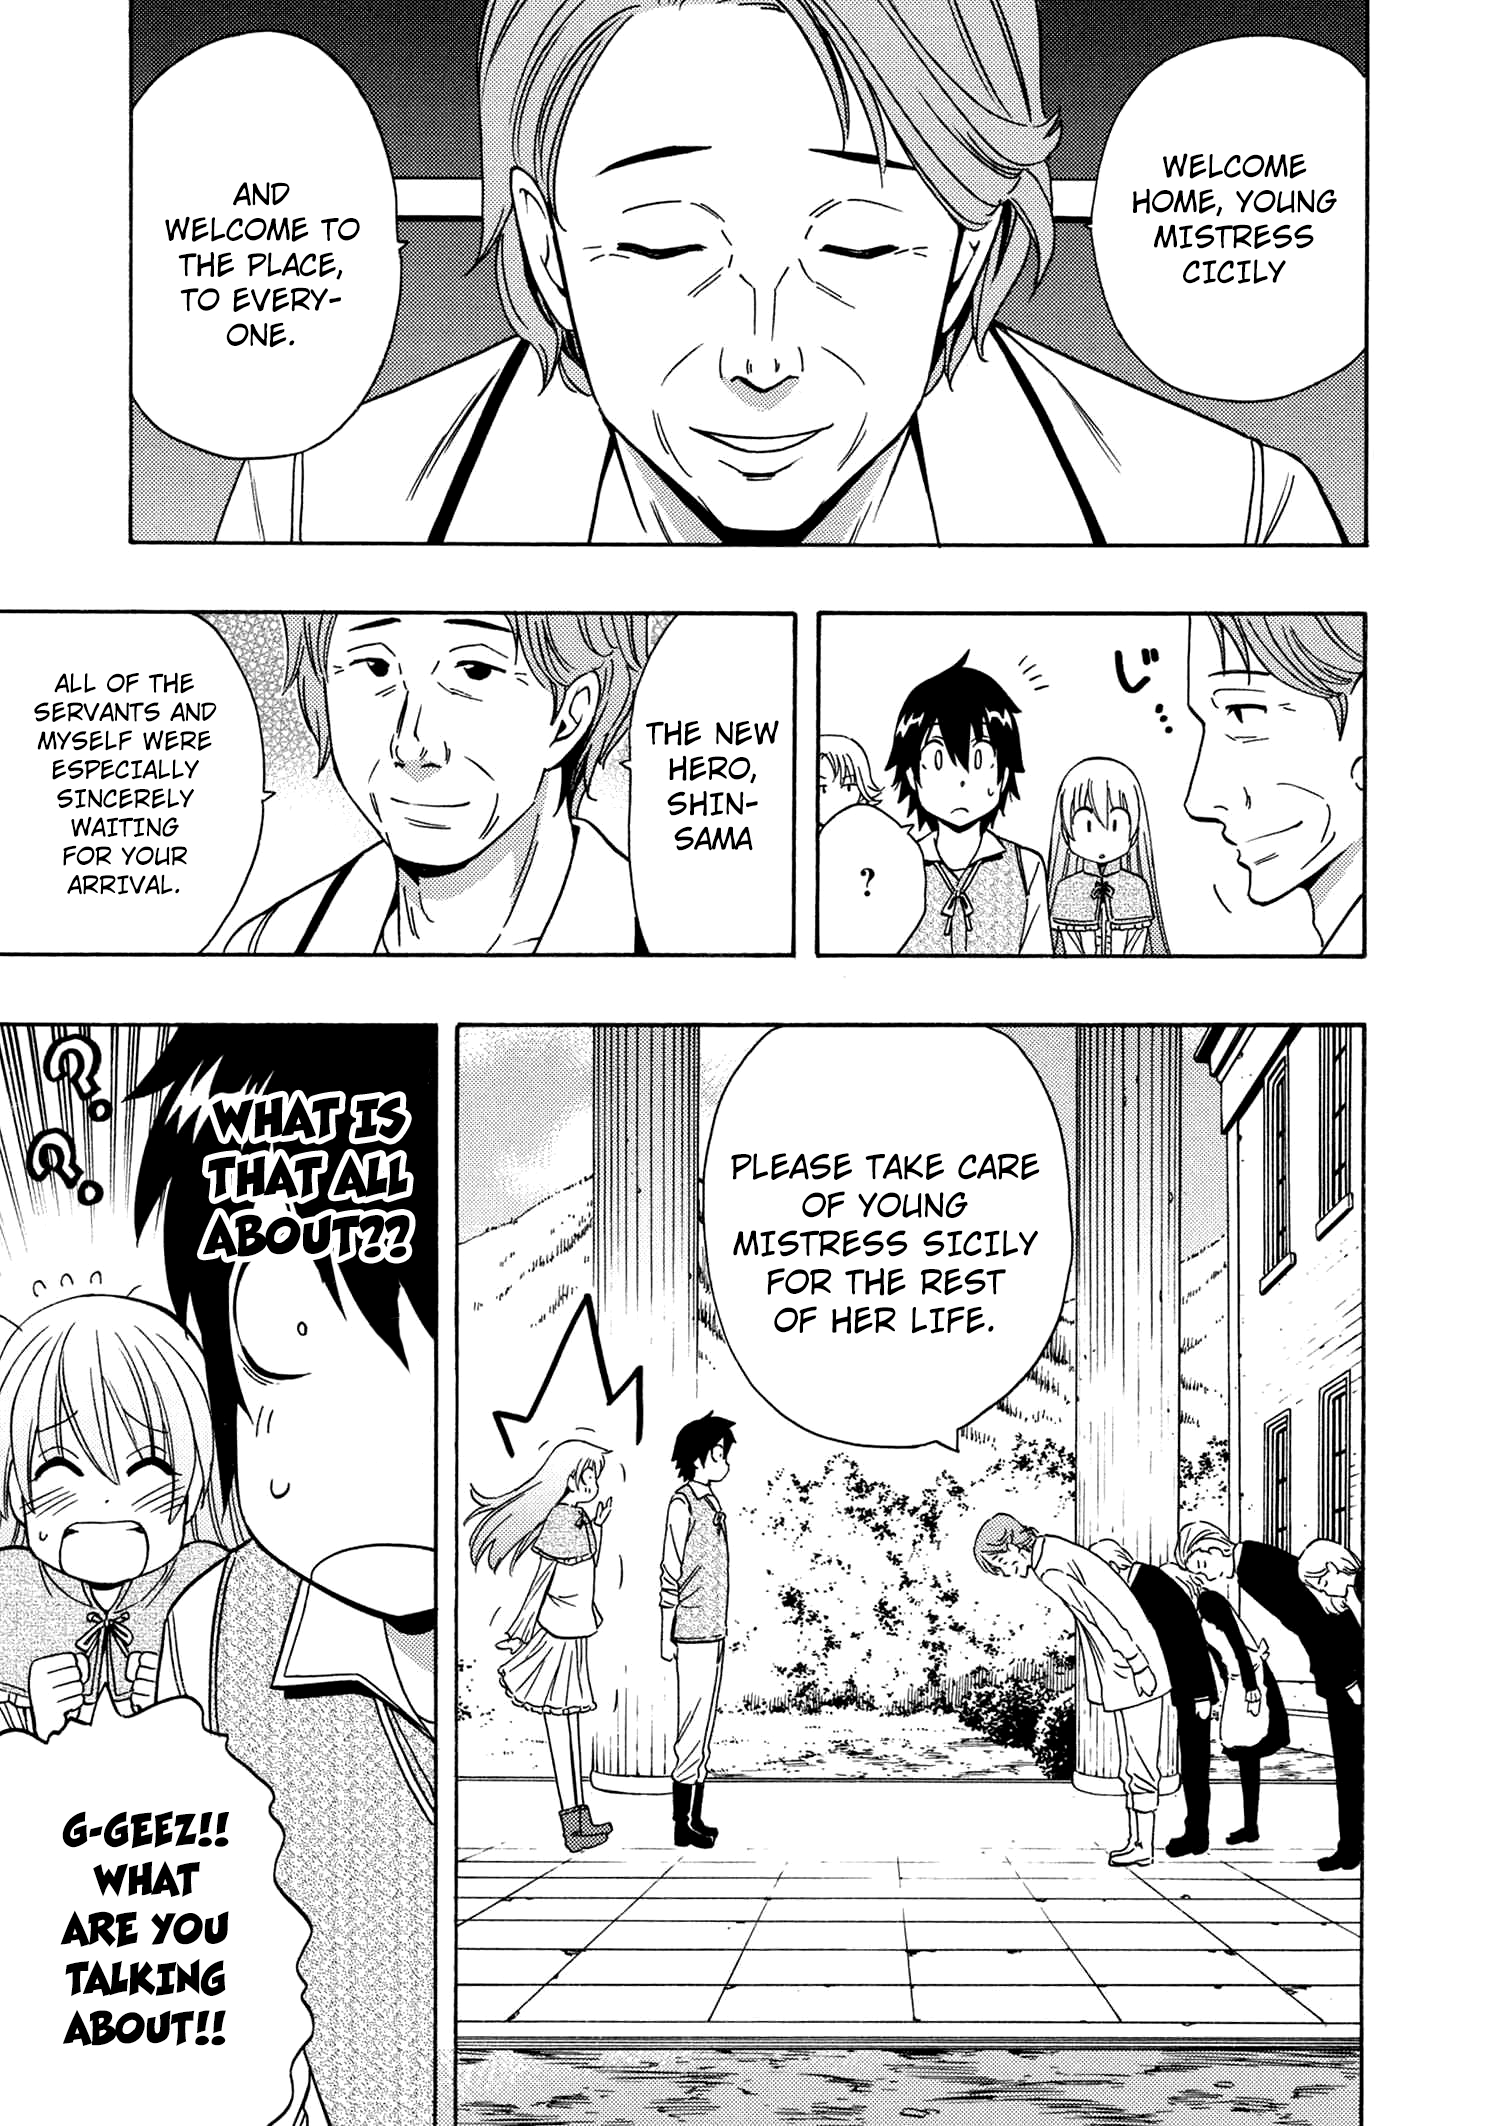 WELCOME
HOME, YOUNG
MISTRESS
CICILY
AND
WELCOME TO
THE PLACE,
TO EVERY-
ONE.
じ…
?
THE NEW
HERO,
SHIN-
SAMA
ALL OF THE
SERVANTS AND
MYSELF WERE
ESPECIALLY
SINCERELY
WAITING
FOR YOUR
ARRIVAL.
PLEASE TAKE CARE
OF YOUNG
MISTRESS SICILY
FOR THE REST
OF HER LIFE.
WHAT IS
THAT ALL
ABOUT??
?
?
G-GEEZ!!
WHAT
ARE YOU
TALKING
ABOUT!!